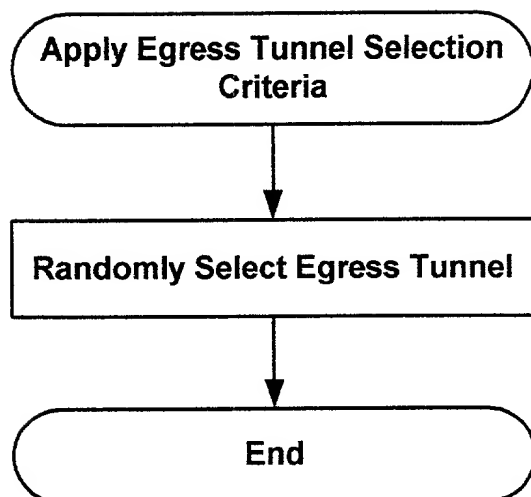 Apply Egress Tunnel Selection
Criteria
Randomly Select Egress Tunnel
End